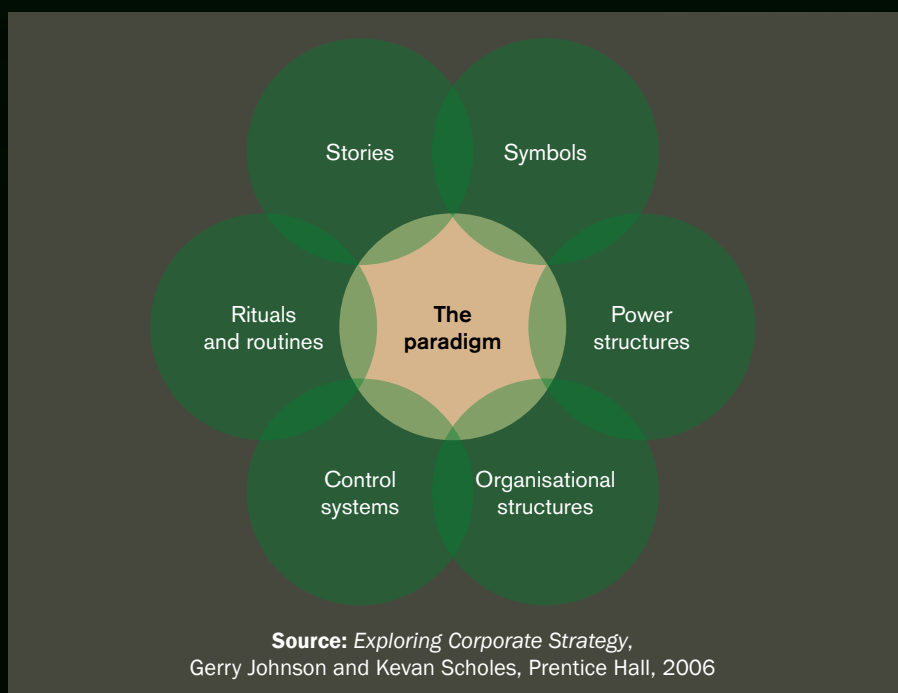 Stories
Symbols
Rituals
and routines
The
paradigm
Power
structures
Control
systems
Organisational
structures
Source: Exploring Corporate Strategy,
Gerry Johnson and Kevan Scholes, Prentice Hall, 2006